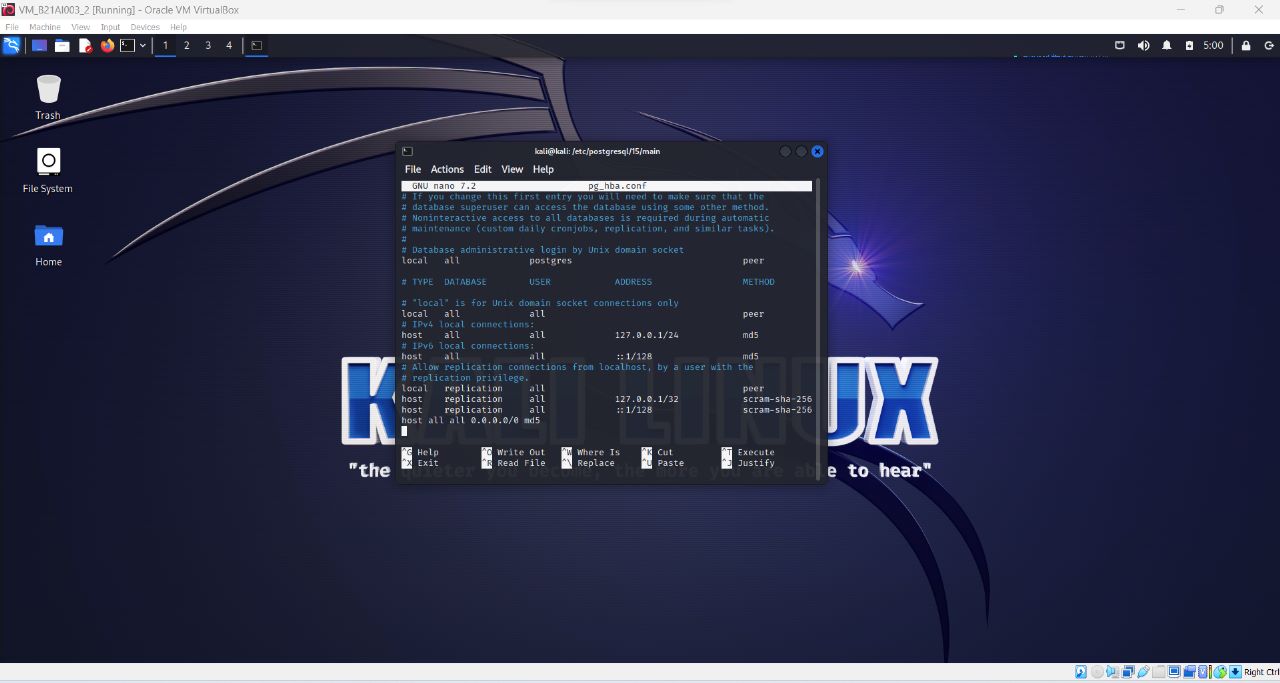 VM_B21AI003_2 [Running] - Oracle VM VirtualBox
File Machine View Input Devices Help
1 2 3 4 5:00
Trash
File System
Home
kali@kali: /etc/postgresql/15/main
File Actions Edit View Help
GNU nano 7.2 pg_hba.conf
# If you change this first entry you will need to make sure that the
# database superuser can access the database using some other method.
# Noninteractive access to all databases is required during automatic
# maintenance (custom daily cronjobs, replication, and similar tasks).
#
# Database administrative login by Unix domain socket
local all postgres peer
# TYPE DATABASE USER ADDRESS METHOD
# "local" is for Unix domain socket connections only
local all all peer
# IPv4 local connections:
host all all 127.0.0.1/24 md5
# IPv6 local connections:
host all all ::1/128 md5
# Allow replication connections from localhost, by a user with the
# replication privilege.
local replication all peer
host replication all 127.0.0.1/32 scram-sha-256
host replication all ::1/128 scram-sha-256
host all all 0.0.0.0/0 md5
^G Help ^O Write Out ^W Where Is ^K Cut ^T Execute
^X Exit ^R Read File ^\ Replace ^U Paste ^J Justify
KALI LINUX
"the quieter you become, the more you are able to hear"
Right Ctrl